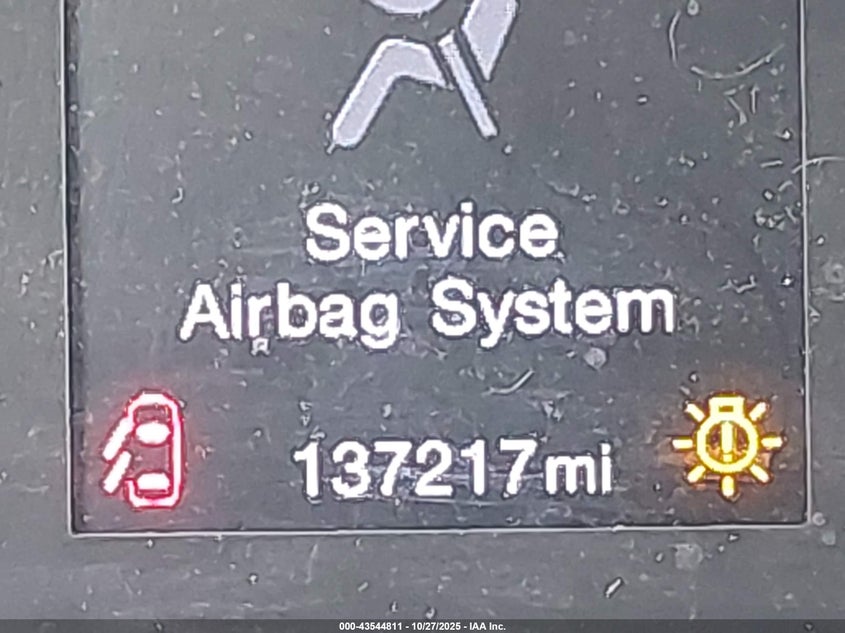 Service
Airbag System
137217mi
000-43544811 - 10/27/2025 - IAA Inc.